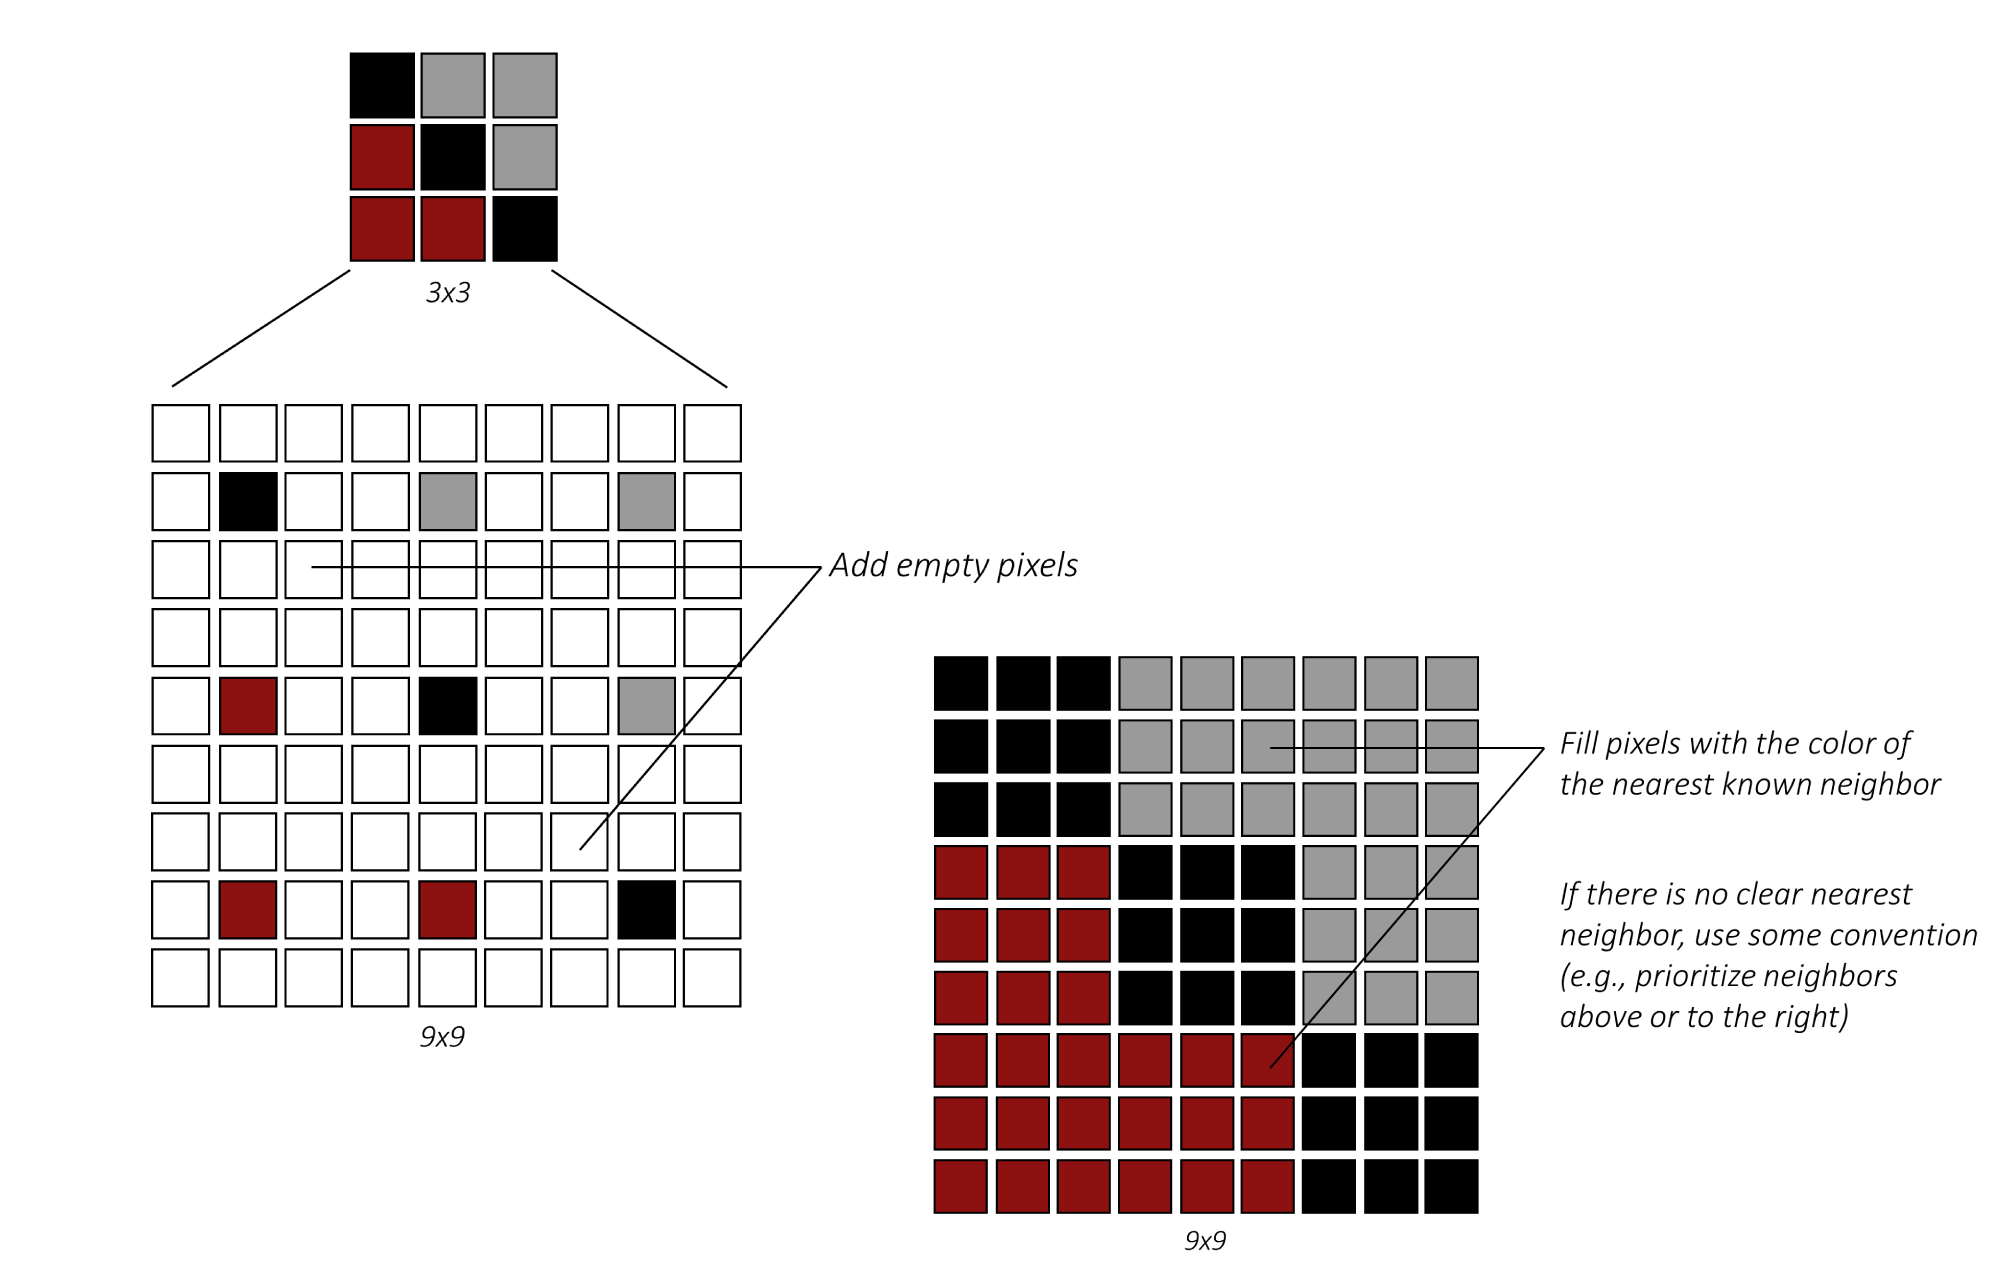 3x3
Add empty pixels
9x9
Fill pixels with the color of
the nearest known neighbor
If there is no clear nearest
neighbor, use some convention
(e.g., prioritize neighbors
above or to the right)
9x9